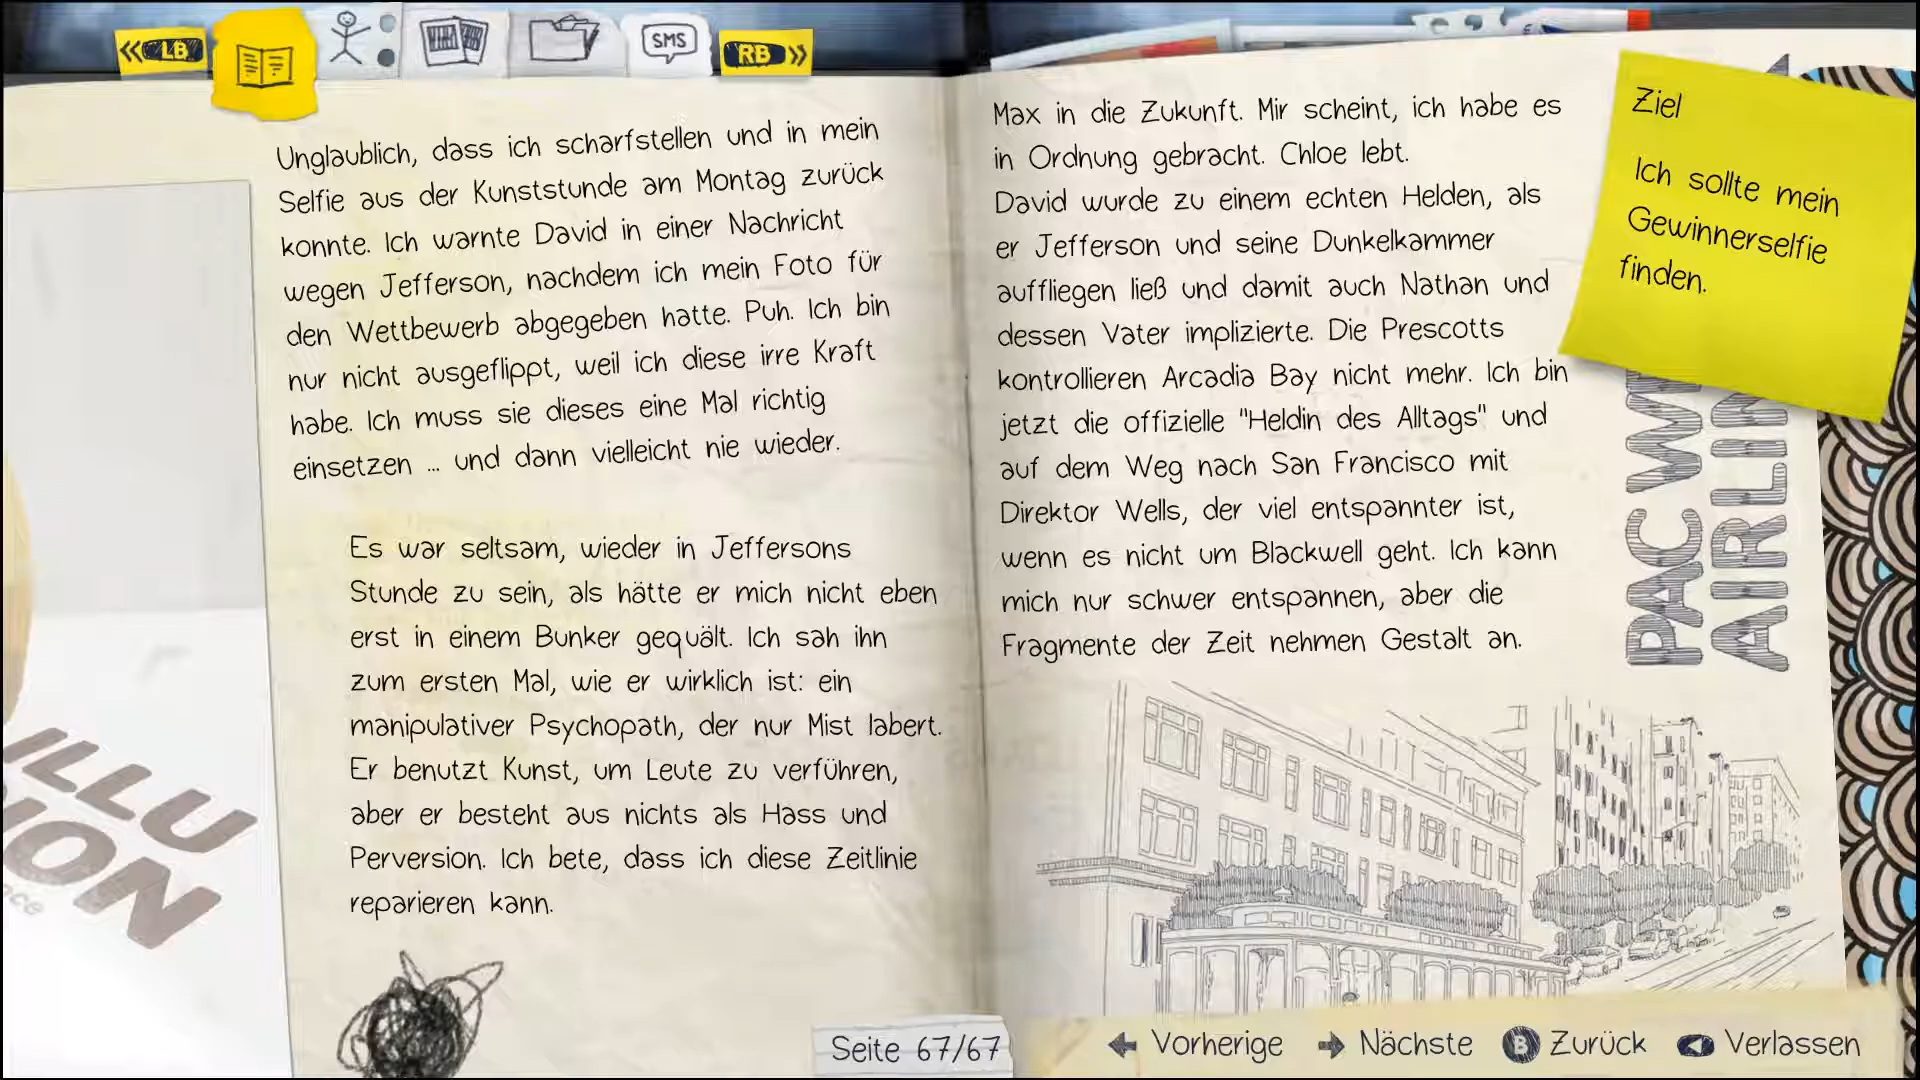 LB
SMS
RB
Unglaublich, dass ich scharfstellen und in mein
Selfie aus der Kunststunde am Montag zurück
konnte. Ich warnte David in einer Nachricht
wegen Jefferson, nachdem ich mein Foto für
den Wettbewerb abgegeben hatte. Puh. Ich bin
nur nicht ausgeflippt, weil ich diese irre Kraft
habe. Ich muss sie dieses eine Mal richtig
einsetzen ... und dann vielleicht nie wieder.
Es war seltsam, wieder in Jeffersons
Stunde zu sein, als hätte er mich nicht eben
erst in einem Bunker gequält. Ich sah ihn
zum ersten Mal, wie er wirklich ist: ein
manipulativer Psychopath, der nur Mist labert.
Er benutzt Kunst, um Leute zu verführen,
aber er besteht aus nichts als Hass und
Perversion. Ich bete, dass ich diese Zeitlinie
reparieren kann.
Max in die Zukunft. Mir scheint, ich habe es
in Ordnung gebracht. Chloe lebt.
David wurde zu einem echten Helden, als
er Jefferson und seine Dunkelkammer
auffliegen ließ und damit auch Nathan und
dessen Vater implizierte. Die Prescotts
kontrollieren Arcadia Bay nicht mehr. Ich bin
jetzt die offizielle "Heldin des Alltags" und
auf dem Weg nach San Francisco mit
Direktor Wells, der viel entspannter ist,
wenn es nicht um Blackwell geht. Ich kann
mich nur schwer entspannen, aber die
Fragmente der Zeit nehmen Gestalt an.
Ziel
Ich sollte mein
Gewinnerselfie
finden.
PAC WE
AIRLIN
ILLU
ION
ce
Seite 67/67
Vorherige
Nächste
B Zurück
Verlassen